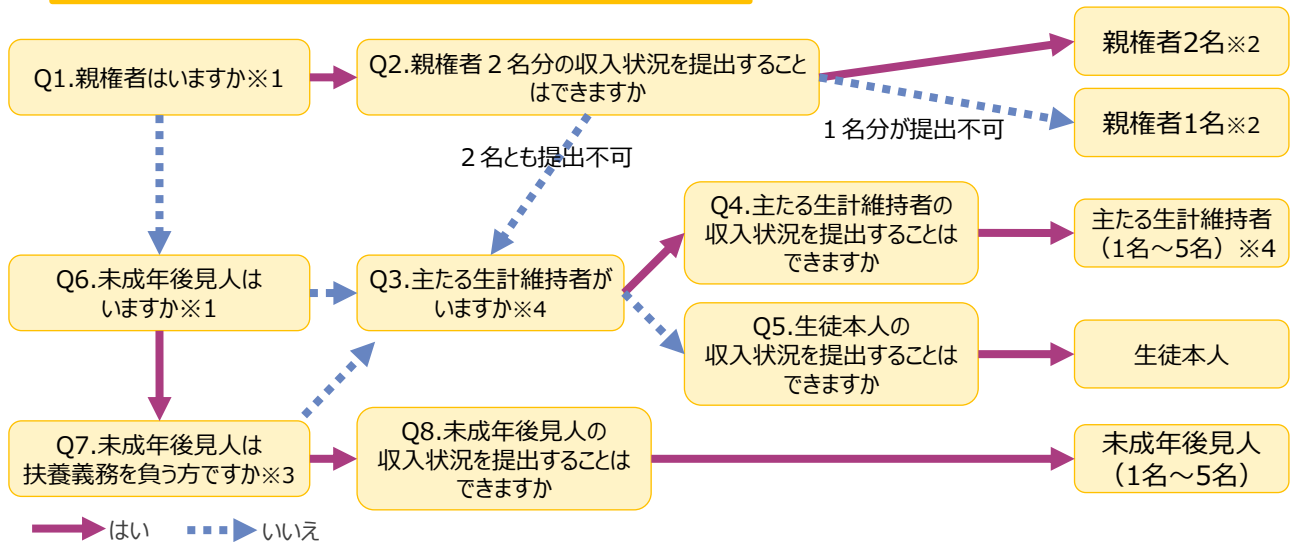 Q1.親権者はいますか※1
Q2.親権者２名分の収入状況を提出すること
はできますか
親権者2名※2
親権者1名※2
１名分が提出不可
２名とも提出不可
Q6.未成年後見人は
いますか※1
Q3.主たる生計維持者が
いますか※4
Q4.主たる生計維持者の
収入状況を提出することは
できますか
主たる生計維持者
（1名～5名）※4
Q5.生徒本人の
収入状況を提出することは
できますか
生徒本人
Q7.未成年後見人は
扶養義務を負う方ですか※3
Q8.未成年後見人の
収入状況を提出することは
できますか
未成年後見人
（1名～5名）
はい
いいえ